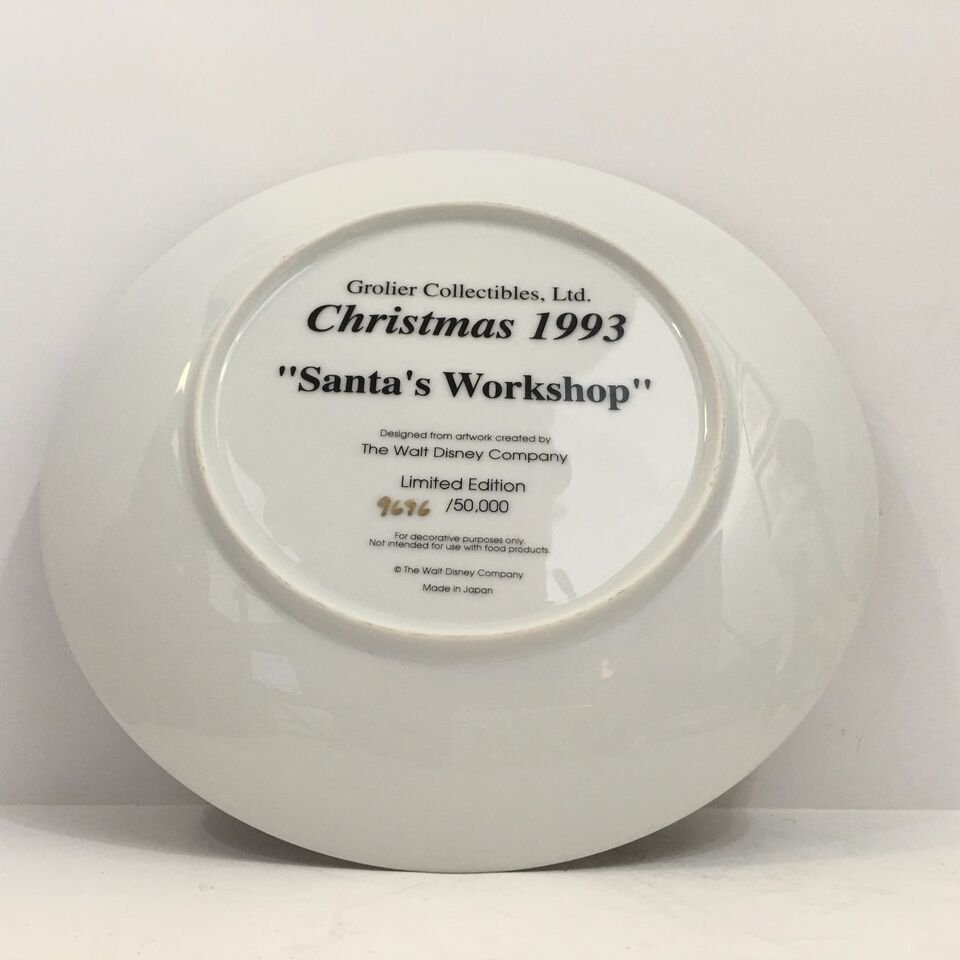 Grolier Collectibles, Ltd.
Christmas 1993
"Santa's Workshop"
Designed from artwork created by
The Walt Disney Company
Limited Edition
9696 /50,000
For decorative purposes only.
Not intended for use with food products.
© The Walt Disney Company
Made in Japan